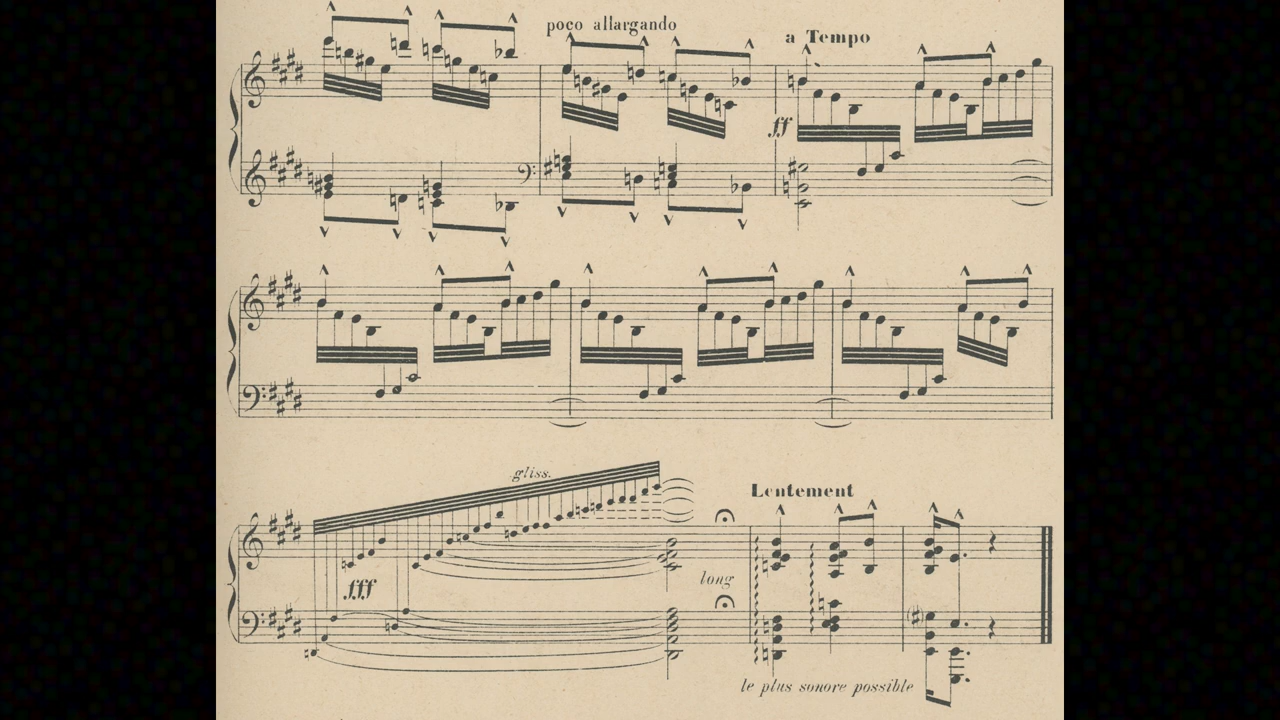 poco allargando
a Tempo
ff
gliss.
Lentement
fff
long
le plus sonore possible